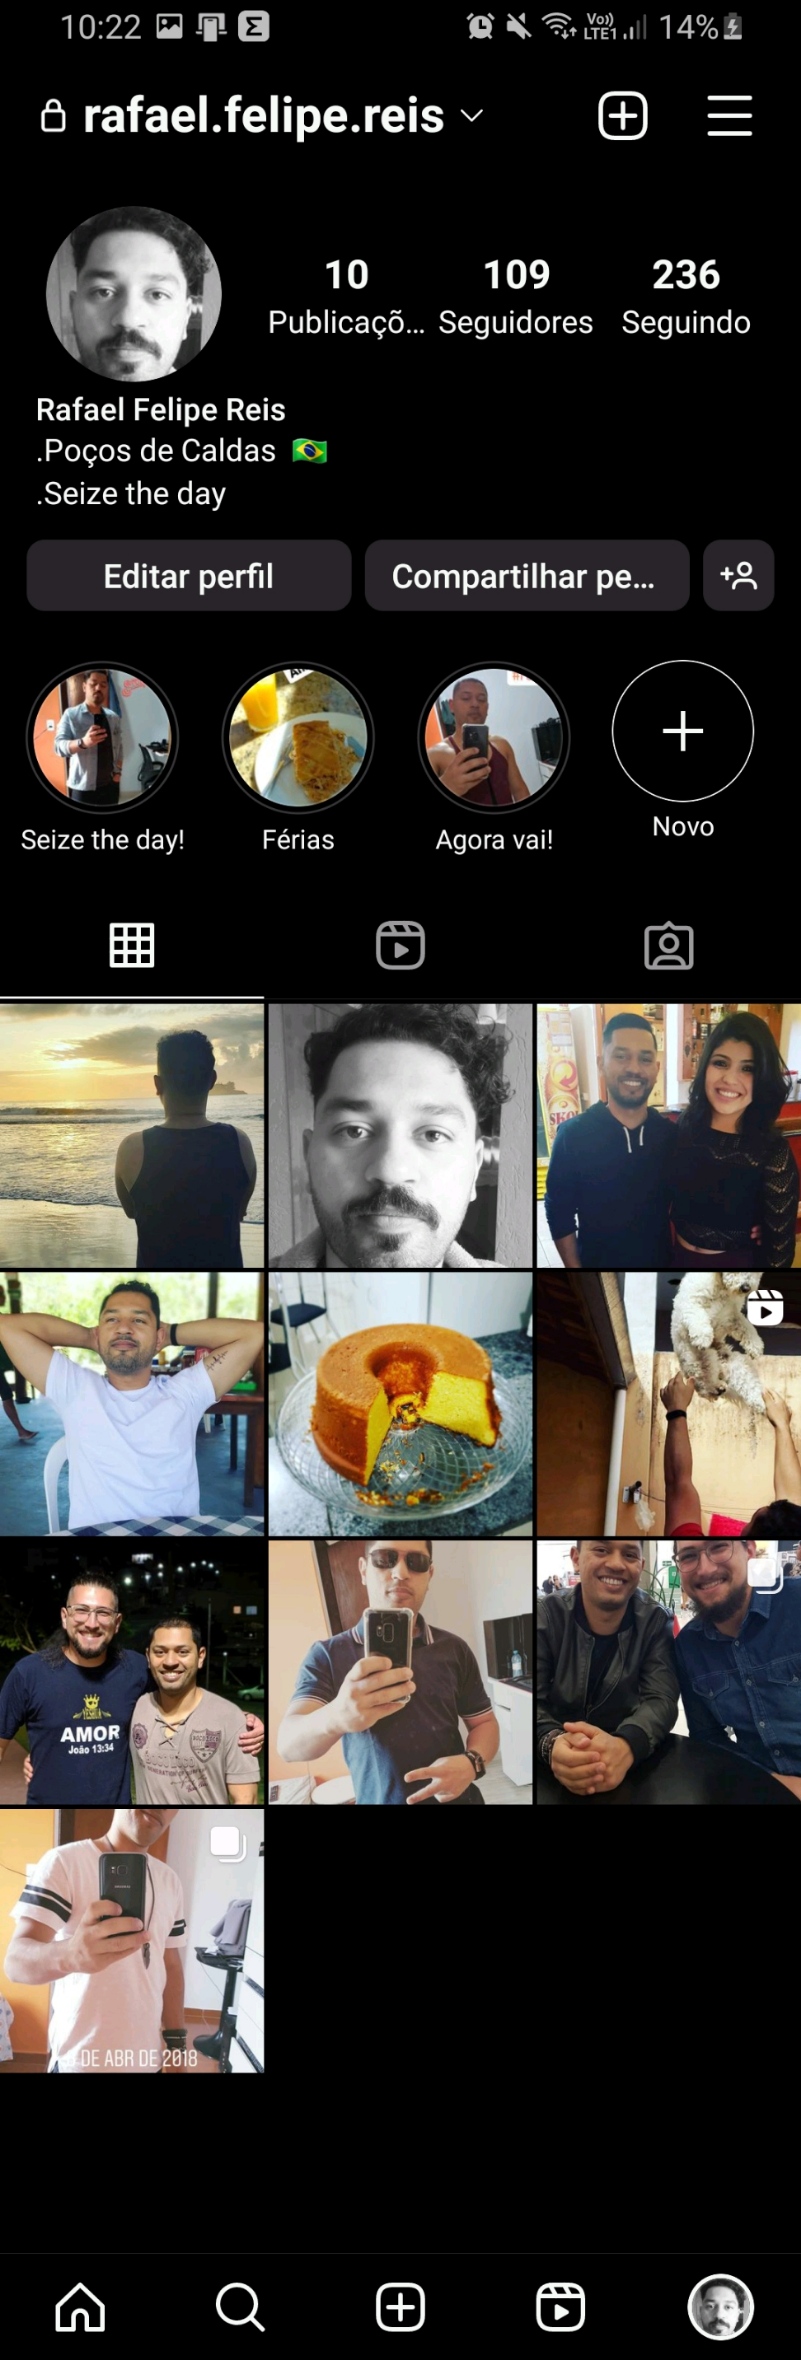 10:22
Vo)) LTE1 14%
rafael.felipe.reis
10 109 236
Publicaçõ... Seguidores Seguindo
Rafael Felipe Reis
.Poços de Caldas 🇧🇷
.Seize the day
Editar perfil Compartilhar pe...
Seize the day! Férias Agora vai! Novo
SKOL
AMOR
João 13:34
DE ABR DE 2018